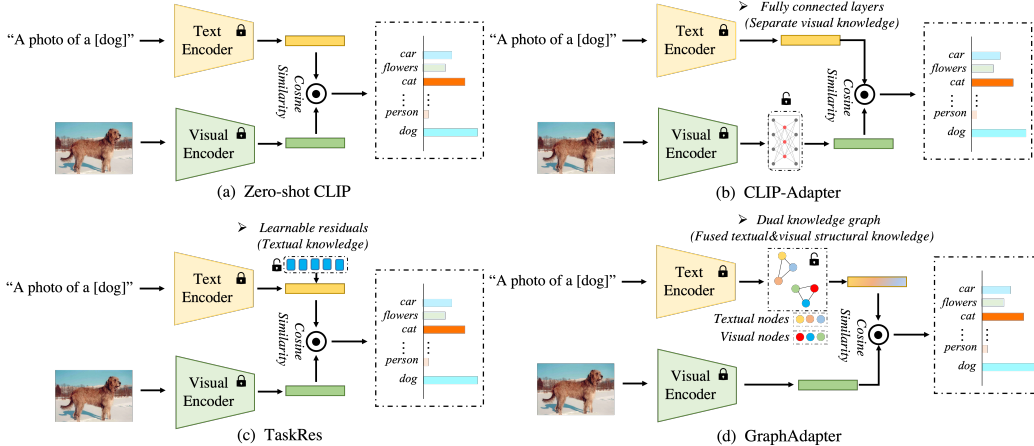 “A photo of a [dog]”
Text
Encoder
Visual
Encoder
Cosine
Similarity
car
flowers
cat
person
dog
(a) Zero-shot CLIP
➢ Fully connected layers
(Separate visual knowledge)
“A photo of a [dog]”
Text
Encoder
Visual
Encoder
Cosine
Similarity
car
flowers
cat
person
dog
(b) CLIP-Adapter
➢ Learnable residuals
(Textual knowledge)
“A photo of a [dog]”
Text
Encoder
Visual
Encoder
Cosine
Similarity
car
flowers
cat
person
dog
(c) TaskRes
➢ Dual knowledge graph
(Fused textual&visual structural knowledge)
“A photo of a [dog]”
Text
Encoder
Textual nodes
Visual nodes
Visual
Encoder
Cosine
Similarity
car
flowers
cat
person
dog
(d) GraphAdapter